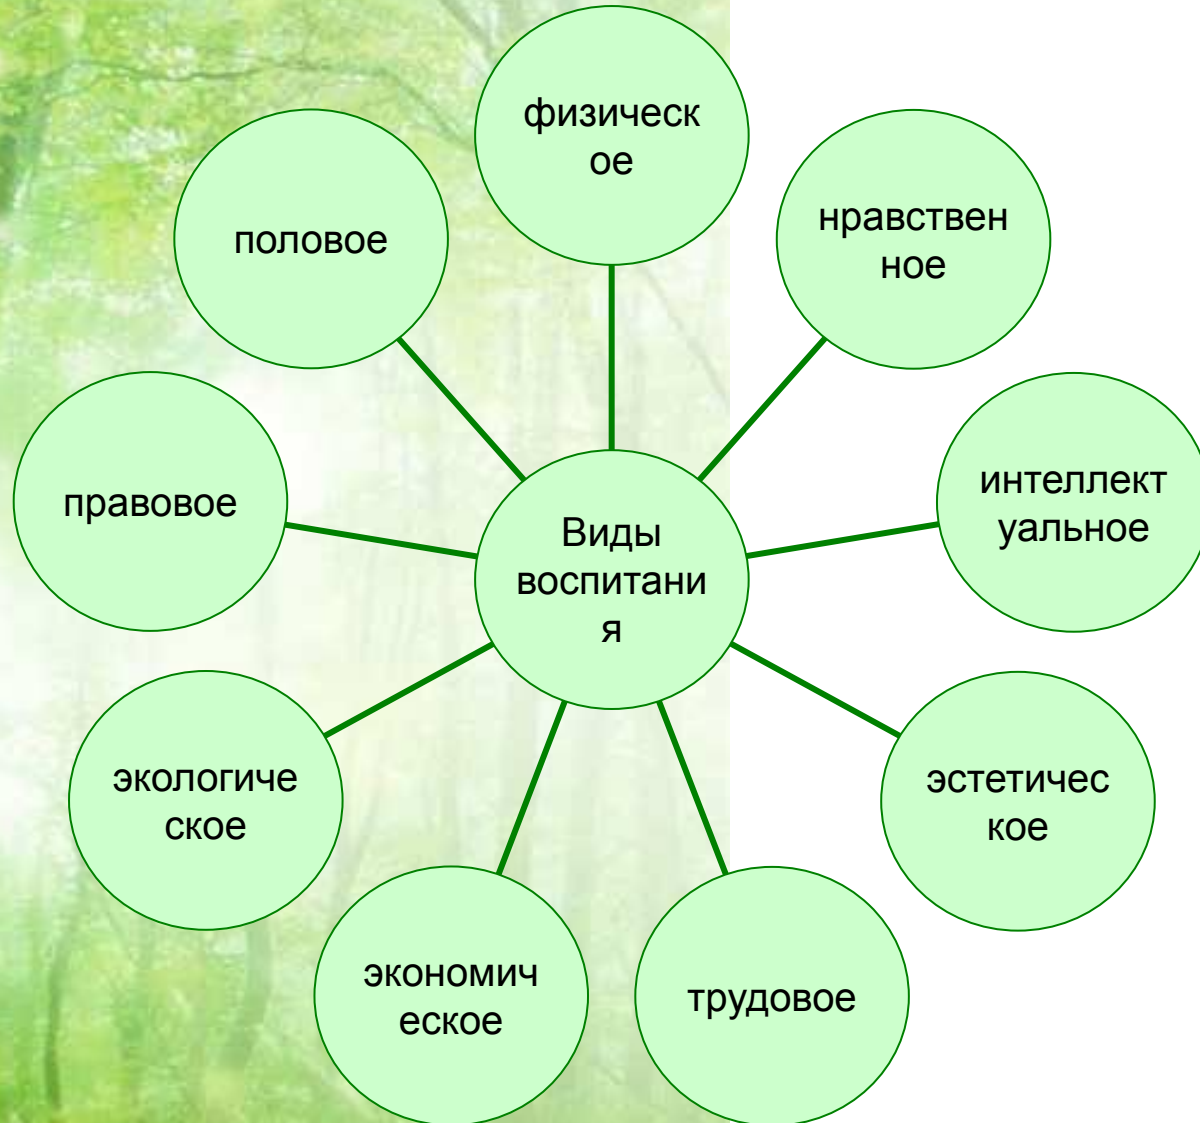 физическ
ое
нравствен
ное
интеллект
уальное
эстетичес
кое
трудовое
экономич
еское
экологиче
ское
правовое
половое
Виды
воспитани
я